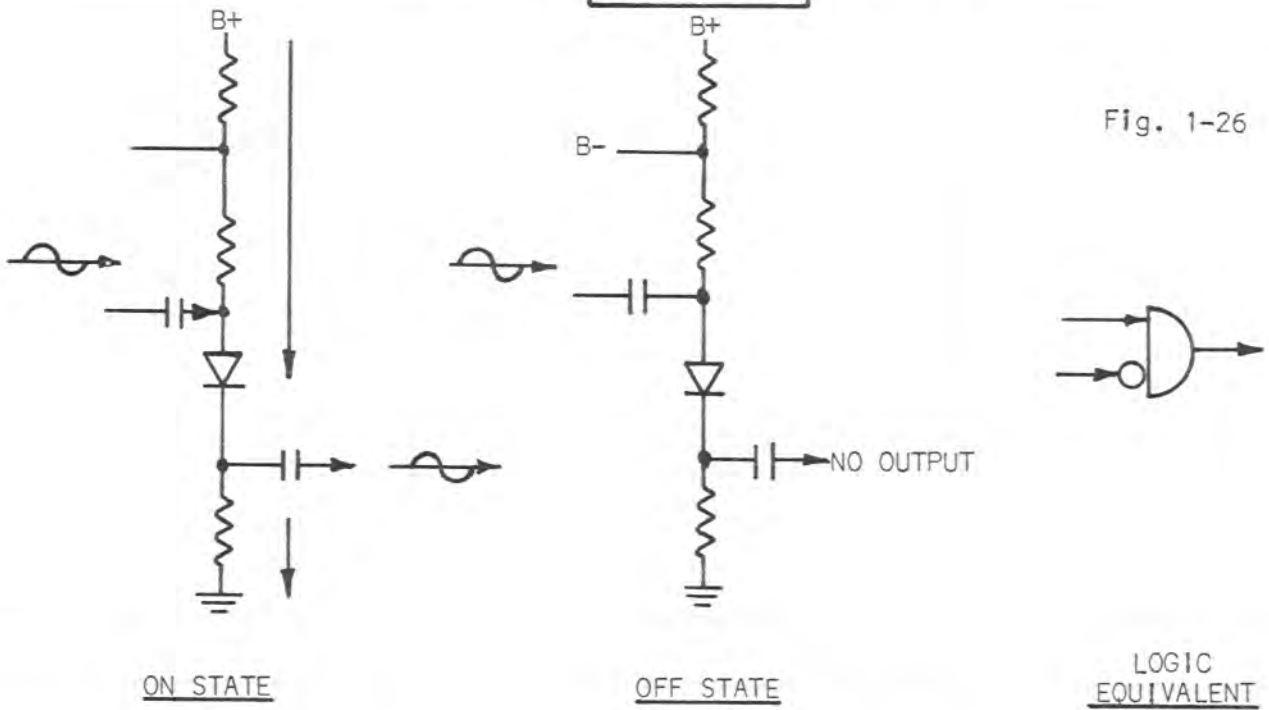 B+
B+
Fig. 1-26
B-
NO OUTPUT
ON STATE
OFF STATE
LOGIC
EQUIVALENT